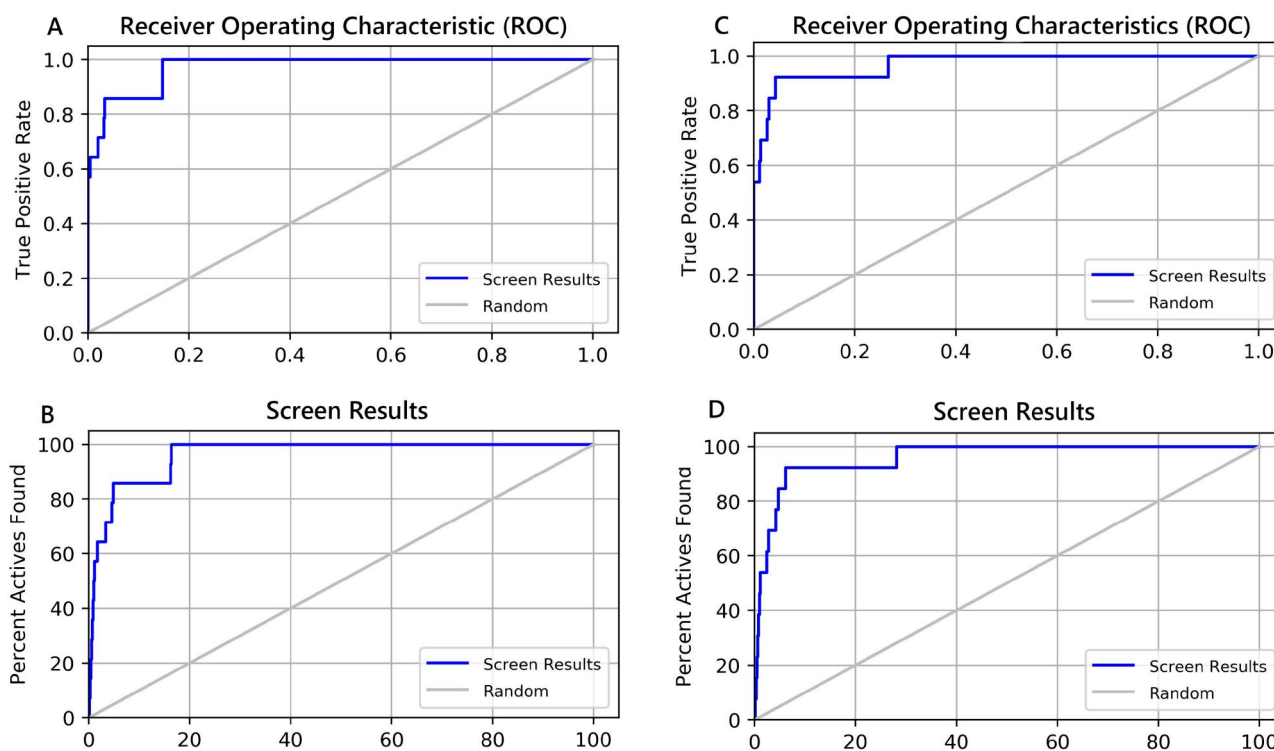 A
Receiver Operating Characteristic (ROC)
True Positive Rate
1.0
0.8
0.6
0.4
0.2
0.0
Screen Results
Random
0.0 0.2 0.4 0.6 0.8 1.0
C
Receiver Operating Characteristics (ROC)
True Positive Rate
1.0
0.8
0.6
0.4
0.2
0.0
Screen Results
Random
0.0 0.2 0.4 0.6 0.8 1.0
B
Screen Results
Percent Actives Found
100
80
60
40
20
0
Screen Results
Random
0 20 40 60 80 100
D
Screen Results
Percent Actives Found
100
80
60
40
20
0
Screen Results
Random
0 20 40 60 80 100